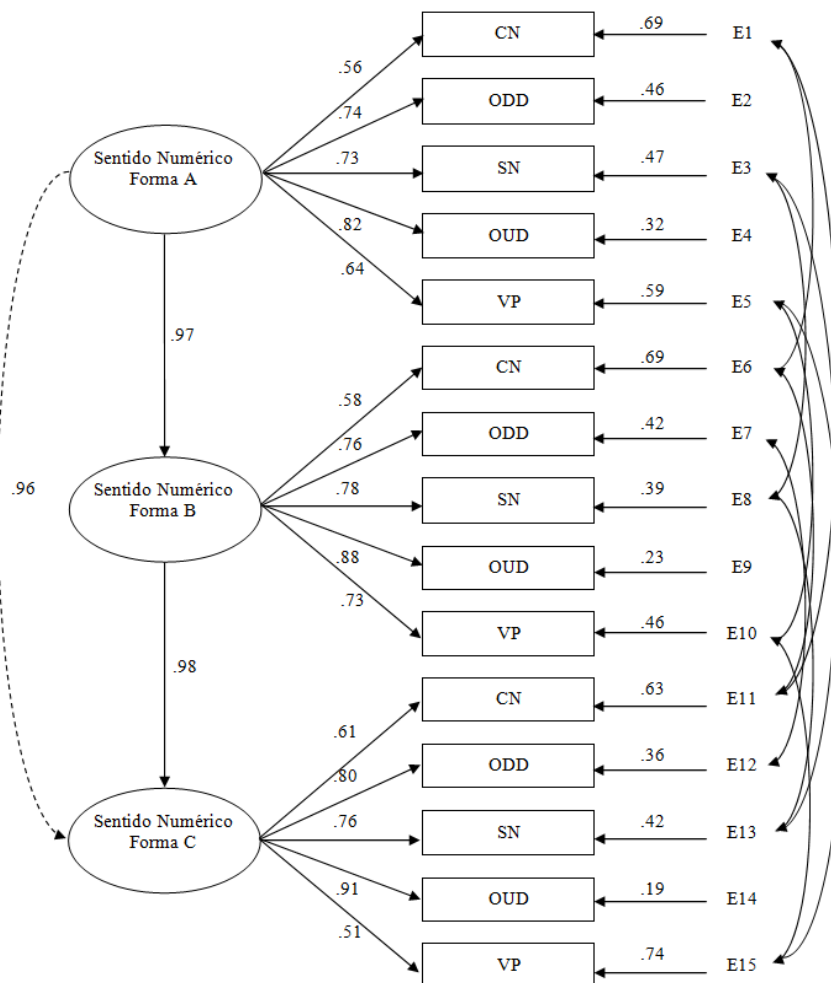 CN
.69
E1
.56
ODD
.46
E2
.74
Sentido Numérico
Forma A
.73
SN
.47
E3
.82
OUD
.32
E4
.64
VP
.59
E5
.97
CN
.69
E6
.58
ODD
.42
E7
.76
.96
Sentido Numérico
Forma B
.78
SN
.39
E8
.88
OUD
.23
E9
.73
VP
.46
E10
.98
CN
.63
E11
.61
ODD
.36
E12
.80
Sentido Numérico
Forma C
.76
SN
.42
E13
.91
OUD
.19
E14
.51
VP
.74
E15